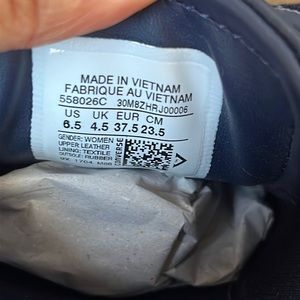 MADE IN VIETNAM
FABRIQUE AU VIETNAM
558026C 30M8ZHRJ00006
US UK EUR CM
6.5 4.5 37.5 23.5
GENDER: WOMEN
UPPER: LEATHER
LINING: TEXTILE
OUTSOLE: RUBBER
CONVERSE